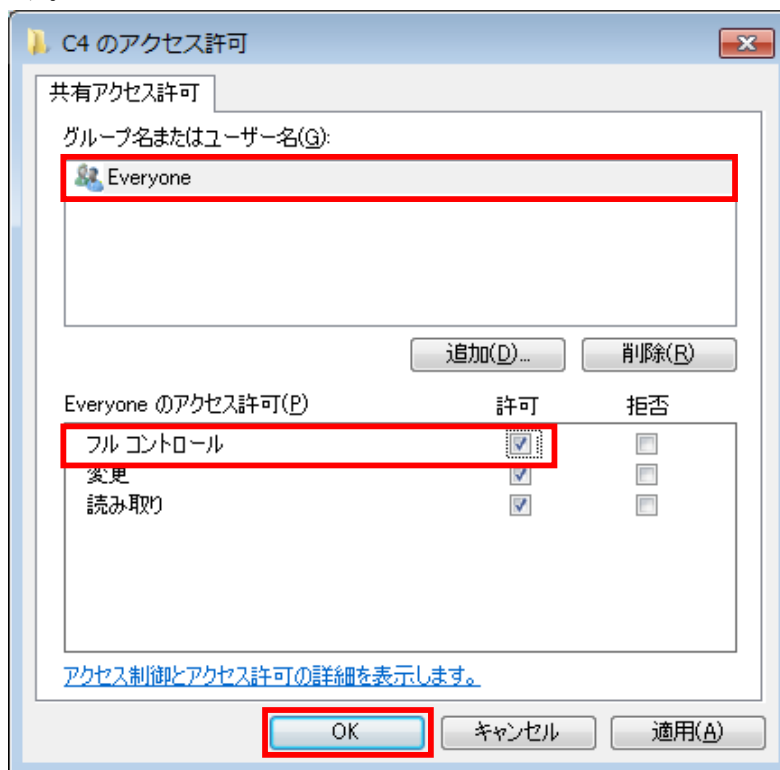 C4 のアクセス許可
共有アクセス許可
グループ名またはユーザー名(G):
Everyone
追加(D)... 削除(R)
Everyone のアクセス許可(P) 許可 拒否
フル コントロール
変更
読み取り
アクセス制御とアクセス許可の詳細を表示します。
OK キャンセル 適用(A)